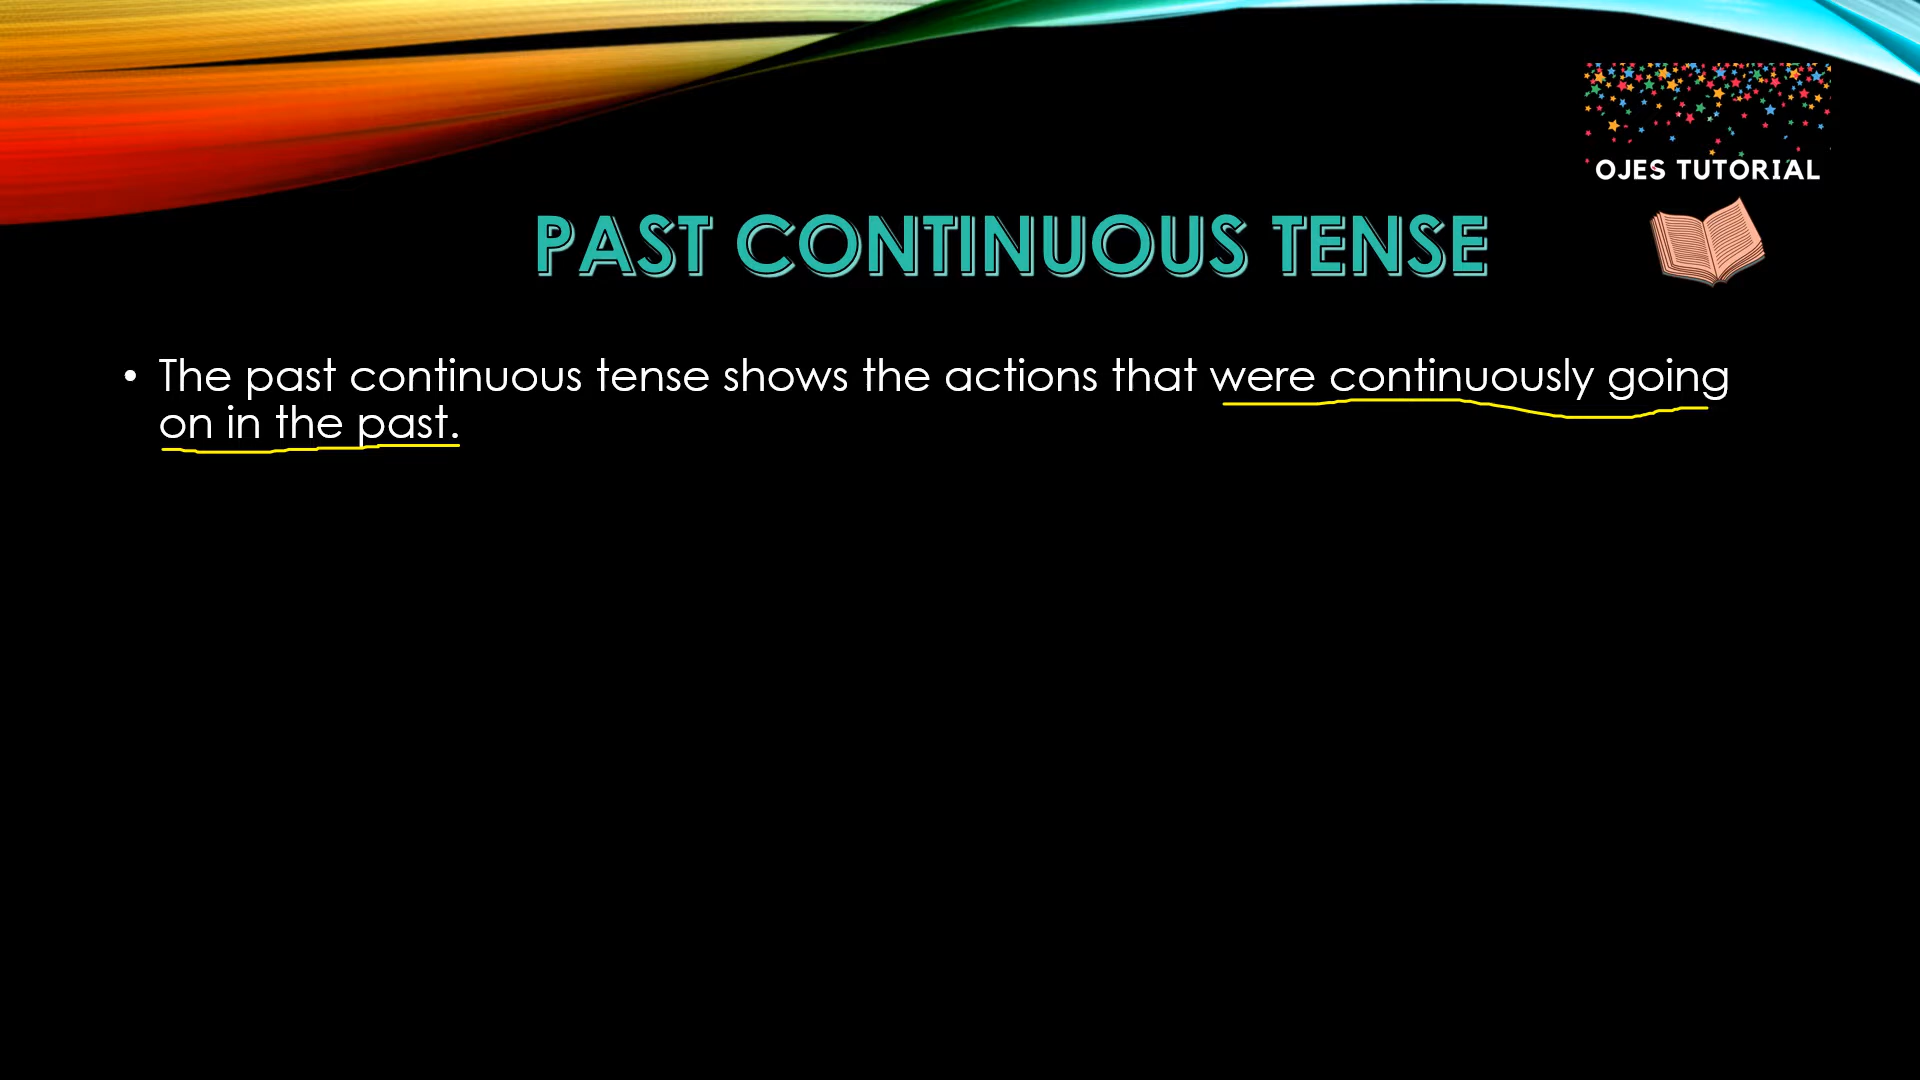 OJES TUTORIAL
PAST CONTINUOUS TENSE
• The past continuous tense shows the actions that were continuously going
on in the past.